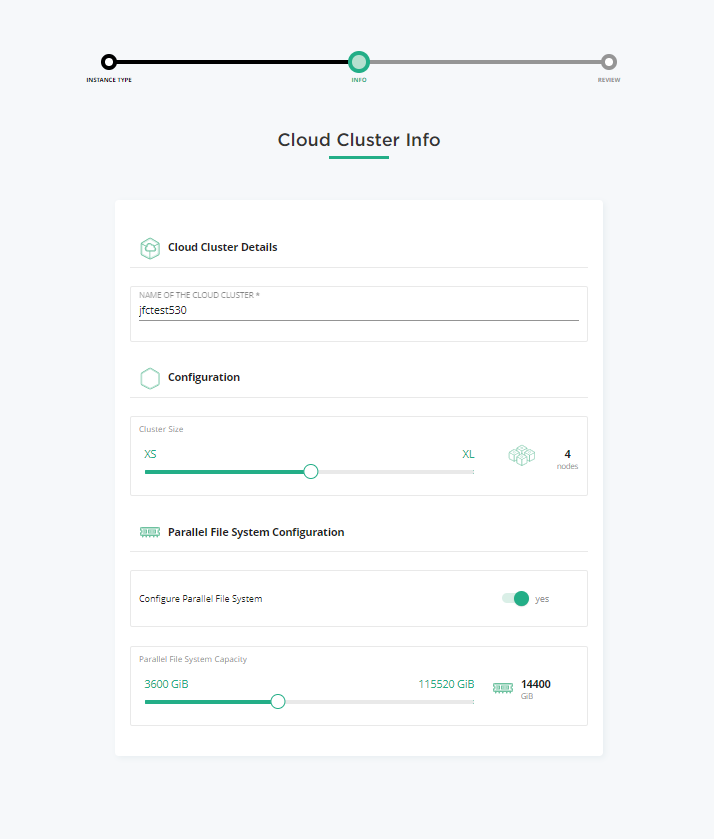 INSTANCE TYPE
INFO
REVIEW
Cloud Cluster Info
Cloud Cluster Details
NAME OF THE CLOUD CLUSTER *
jfctest530
Configuration
Cluster Size
XS
XL
4
nodes
Parallel File System Configuration
Configure Parallel File System
yes
Parallel File System Capacity
3600 GiB
115520 GiB
14400
GiB